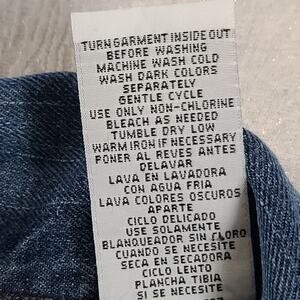 TURN GARMENT INSIDE OUT
BEFORE WASHING
MACHINE WASH COLD
WASH DARK COLORS
SEPARATELY
GENTLE CYCLE
USE ONLY NON-CHLORINE
BLEACH AS NEEDED
TUMBLE DRY LOW
WARM IRON IF NECESSARY
PONER AL REVES ANTES
DELAVAR
LAVA EN LAVADORA
CON AGUA FRIA
LAVA COLORES OSCUROS
APARTE
CICLO DELICADO
USE SOLAMENTE
BLANQUEADOR SIN CLORO
CUANDO SE NECESITE
SECA EN SECADORA
CICLO LENTO
PLANCHA TIBIA
SI SE NECESITE